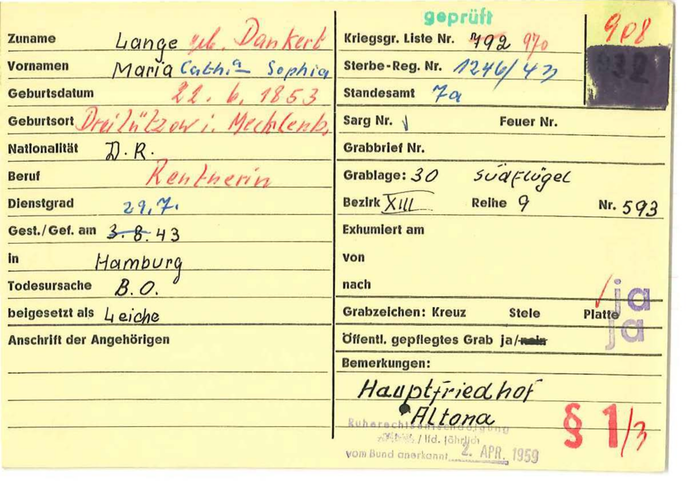 geprüft
908
Zuname Lange geb. Dankert
Vornamen Maria Cath.a Sophia
Geburtsdatum 22. 6. 1853
Geburtsort Dreilützow i. Mecklenb.
Nationalität D.R.
Beruf Rentnerin
Dienstgrad
29.7.
Gest./Gef. am 3. 8. 43
in Hamburg
Todesursache B.O.
beigesetzt als Leiche
Anschrift der Angehörigen
Kriegsgr. Liste Nr. 792 970
932
Sterbe-Reg. Nr. 1246/43
Standesamt 7a
Sarg Nr. Feuer Nr.
Grabbrief Nr.
Grablage: 30 Südflügel
Bezirk XIII Reihe 9 Nr. 593
Exhumiert am
von
nach
ja
Grabzeichen: Kreuz Stele Platte
ja
Öffentl. gepflegtes Grab ja/nein
Bemerkungen:
Hauptfriedhof
Altona
§ 1/3
Ruherechtsentschädigung
/ lfd. jährlich
vom Bund anerkannt 2. APR. 1959